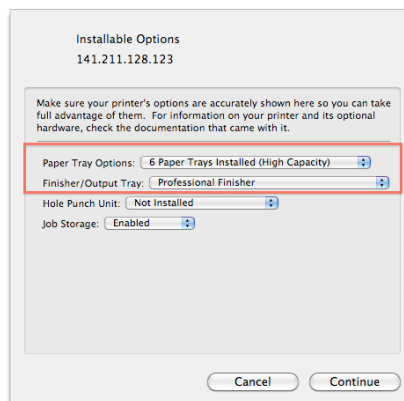 Installable Options
141.211.128.123
Make sure your printer's options are accurately shown here so you can take
full advantage of them. For information on your printer and its optional
hardware, check the documentation that came with it.
Paper Tray Options: 6 Paper Trays Installed (High Capacity)
Finisher/Output Tray: Professional Finisher
Hole Punch Unit: Not Installed
Job Storage: Enabled
Cancel Continue